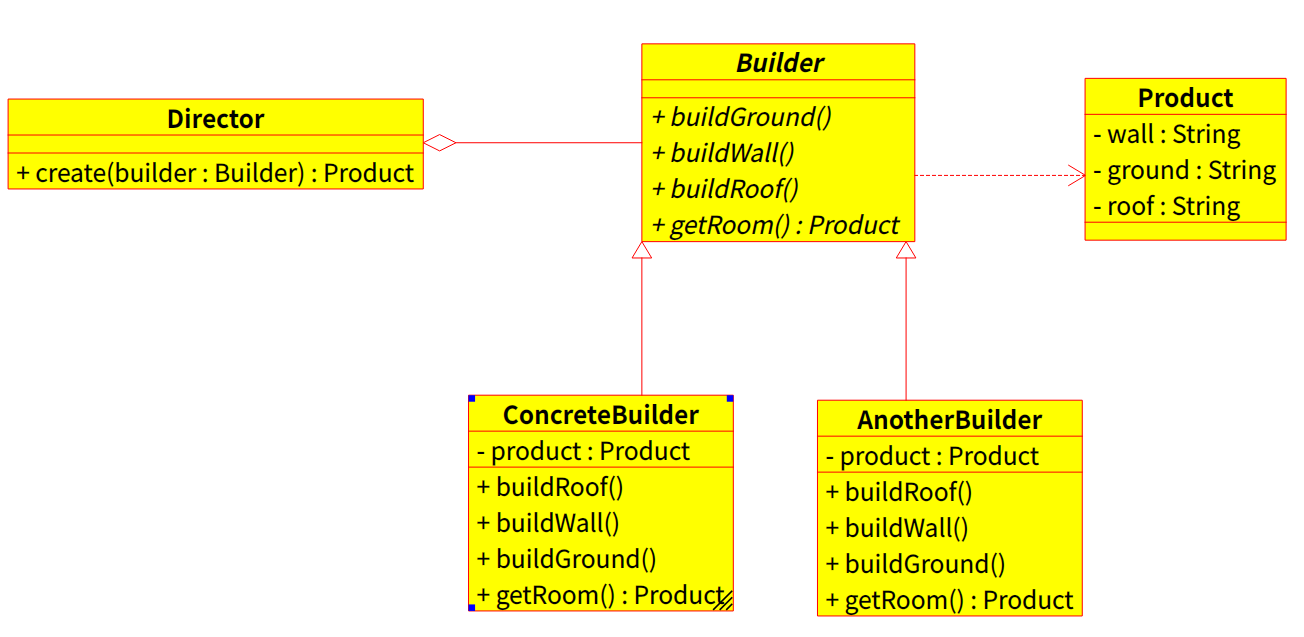 Director
+ create(builder : Builder) : Product
Builder
+ buildGround()
+ buildWall()
+ buildRoof()
+ getRoom() : Product
Product
- wall : String
- ground : String
- roof : String
ConcreteBuilder
- product : Product
+ buildRoof()
+ buildWall()
+ buildGround()
+ getRoom() : Product
AnotherBuilder
- product : Product
+ buildRoof()
+ buildWall()
+ buildGround()
+ getRoom() : Product